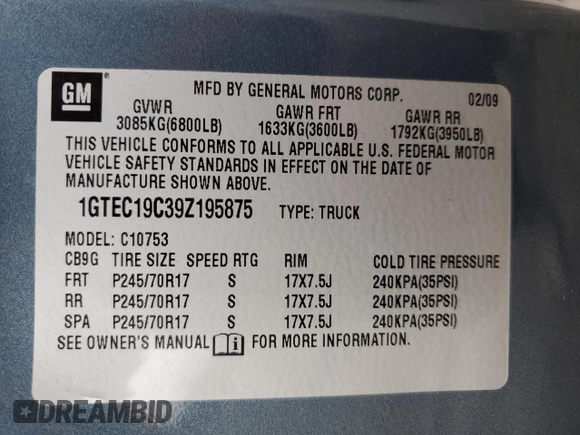 GM
MFD BY GENERAL MOTORS CORP. 02/09
GVWR GAWR FRT GAWR RR
3085KG(6800LB) 1633KG(3600LB) 1792KG(3950LB)
THIS VEHICLE CONFORMS TO ALL APPLICABLE U.S. FEDERAL MOTOR
VEHICLE SAFETY STANDARDS IN EFFECT ON THE DATE OF
MANUFACTURE SHOWN ABOVE.
1GTEC19C39Z195875 TYPE: TRUCK
MODEL: C10753
CB9G TIRE SIZE SPEED RTG RIM COLD TIRE PRESSURE
FRT P245/70R17 S 17X7.5J 240KPA(35PSI)
RR P245/70R17 S 17X7.5J 240KPA(35PSI)
SPA P245/70R17 S 17X7.5J 240KPA(35PSI)
SEE OWNER'S MANUAL FOR MORE INFORMATION.
DREAMBID